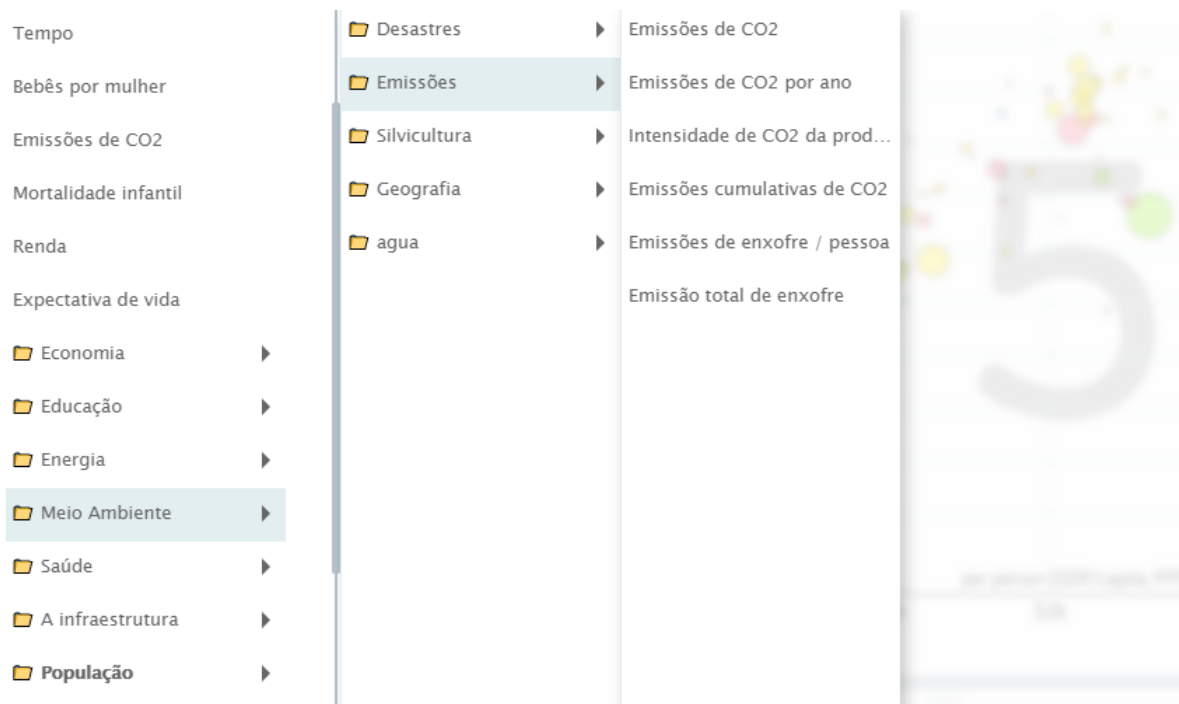 Tempo
Bebês por mulher
Emissões de CO2
Mortalidade infantil
Renda
Expectativa de vida
Economia
Educação
Energia
Meio Ambiente
Saúde
A infraestrutura
População
Desastres
Emissões
Silvicultura
Geografia
agua
Emissões de CO2
Emissões de CO2 por ano
Intensidade de CO2 da prod...
Emissões cumulativas de CO2
Emissões de enxofre / pessoa
Emissão total de enxofre
5